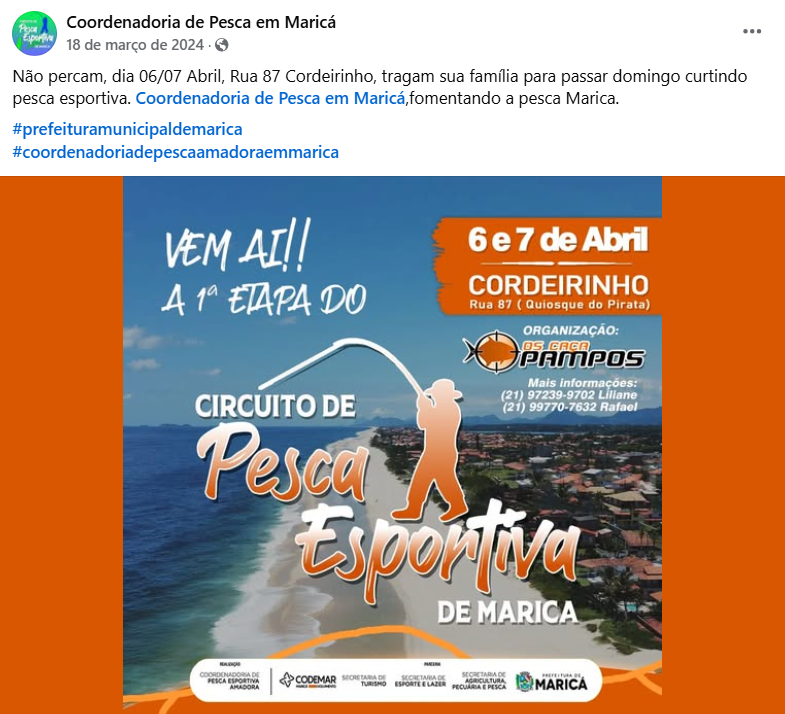 Coordenadoria de Pesca em Maricá
18 de março de 2024 ·
Não percam, dia 06/07 Abril, Rua 87 Cordeirinho, tragam sua família para passar domingo curtindo
pesca esportiva. Coordenadoria de Pesca em Maricá,fomentando a pesca Marica.
#prefeituramunicipaldemarica
#coordenadoriadepescaamadoraemmarica
VEM AI!!
A 1ª ETAPA DO
6 e 7 de Abril
CORDEIRINHO
Rua 87 ( Quiosque do Pirata)
ORGANIZAÇÃO:
OS CAÇA
PAMPOS
Mais informações:
(21) 97239-9702 Liliane
(21) 99770-7632 Rafael
CIRCUITO DE
Pesca
Esportiva
DE MARICA
REALIZAÇÃO
COORDENADORIA DE
PESCA ESPORTIVA
AMADORA
CODEMAR
SECRETARIA DE
TURISMO
PARCERIA
SECRETARIA DE
ESPORTE E LAZER
SECRETARIA DE
AGRICULTURA,
PECUÁRIA E PESCA
PREFEITURA DE
MARICÁ